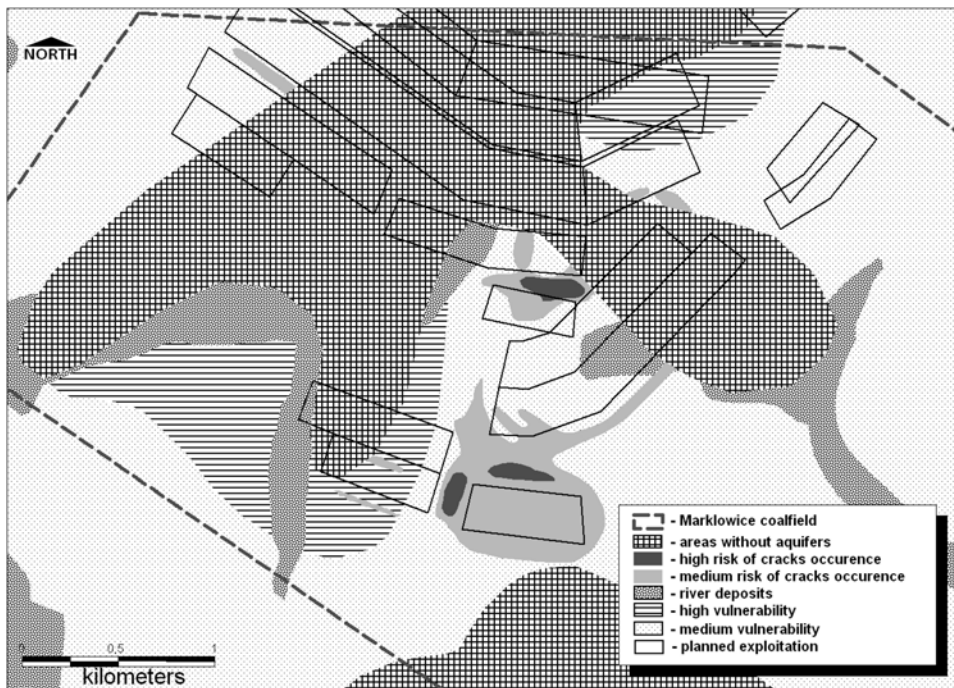 NORTH
- Marklowice coalfield
- areas without aquifers
- high risk of cracks occurence
- medium risk of cracks occurence
- river deposits
- high vulnerability
- medium vulnerability
- planned exploitation
0 0,5 1
kilometers